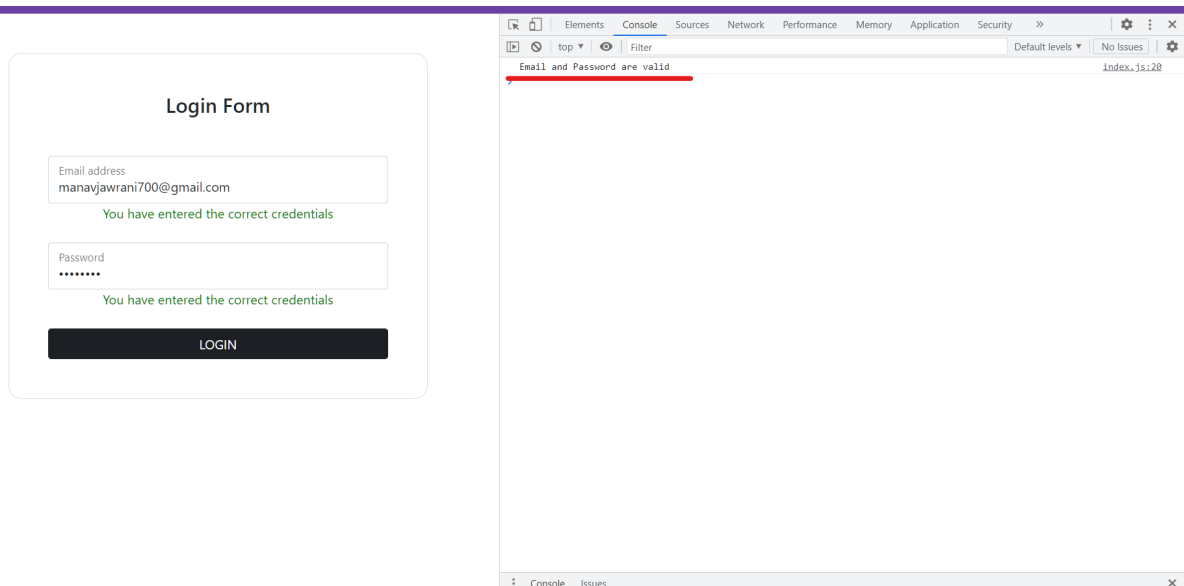 Login Form
Email address
manavjawrani700@gmail.com
You have entered the correct credentials
Password
••••••••
You have entered the correct credentials
LOGIN
Elements Console Sources Network Performance Memory Application Security »
top ▼ Filter Default levels ▼ No Issues
Email and Password are valid index.js:20
Console Issues